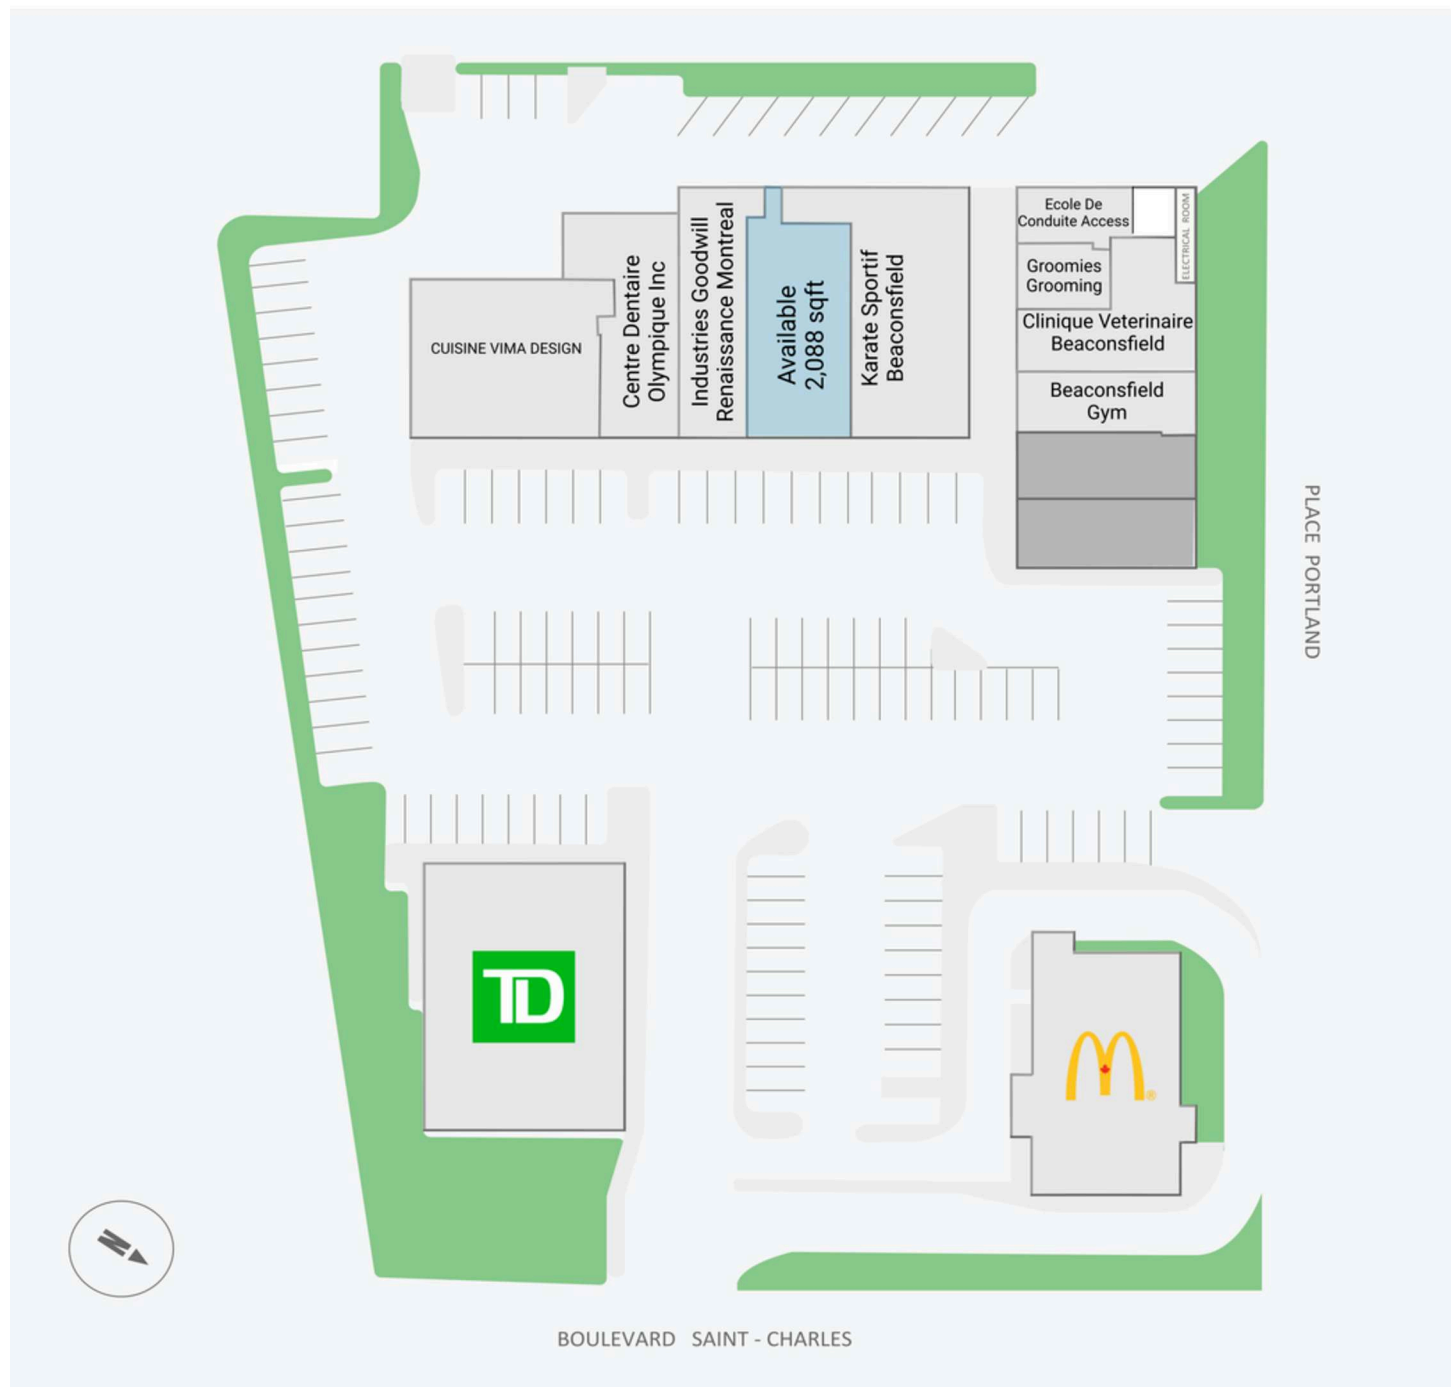 Ecole De
Conduite Access
ELECTRICAL ROOM
Groomies
Grooming
Clinique Veterinaire
Beaconsfield
Beaconsfield
Gym
CUISINE VIMA DESIGN
Centre Dentaire
Olympique Inc
Industries Goodwill
Renaissance Montreal
Available
2,088 sqft
Karate Sportif
Beaconsfield
PLACE PORTLAND
TD
M
®
N
BOULEVARD SAINT - CHARLES